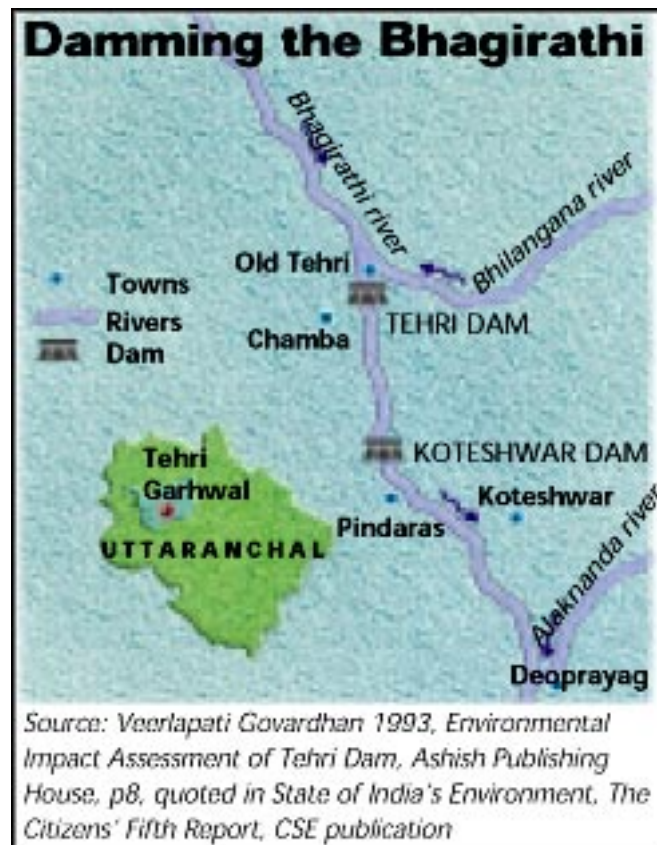 Damming the Bhagirathi
Bhagirathi river
Bhilangana river
Old Tehri
Towns
Rivers
Dam
TEHRI DAM
Chamba
KOTESHWAR DAM
Tehri
Garhwal
Koteshwar
Pindaras
UTTARANCHAL
Alaknanda river
Deoprayag
Source: Veerlapati Govardhan 1993, Environmental
Impact Assessment of Tehri Dam, Ashish Publishing
House, p8, quoted in State of India's Environment, The
Citizens' Fifth Report, CSE publication